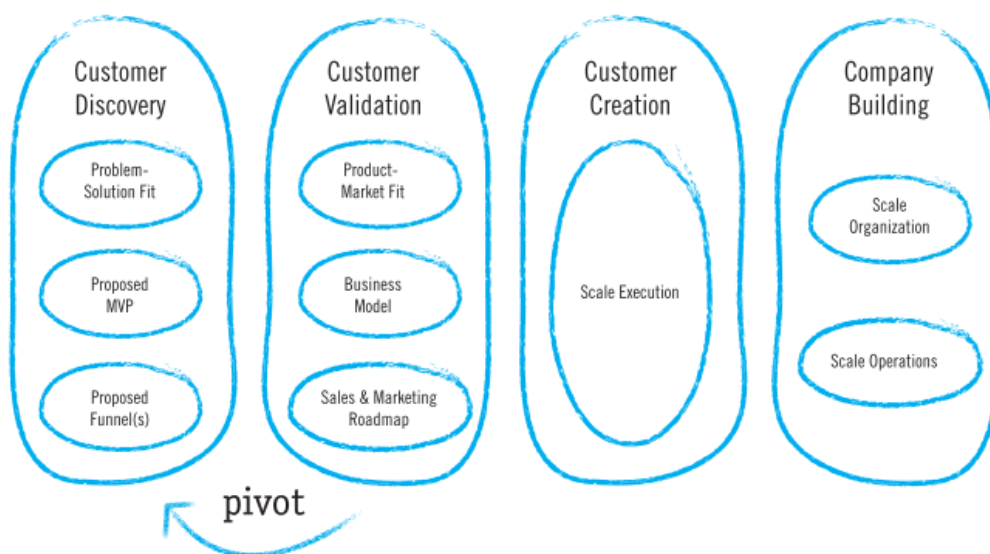 Customer
Discovery
Problem-
Solution Fit
Proposed
MVP
Proposed
Funnel(s)
Customer
Validation
Product-
Market Fit
Business
Model
Sales & Marketing
Roadmap
Customer
Creation
Scale Execution
Company
Building
Scale
Organization
Scale Operations
pivot